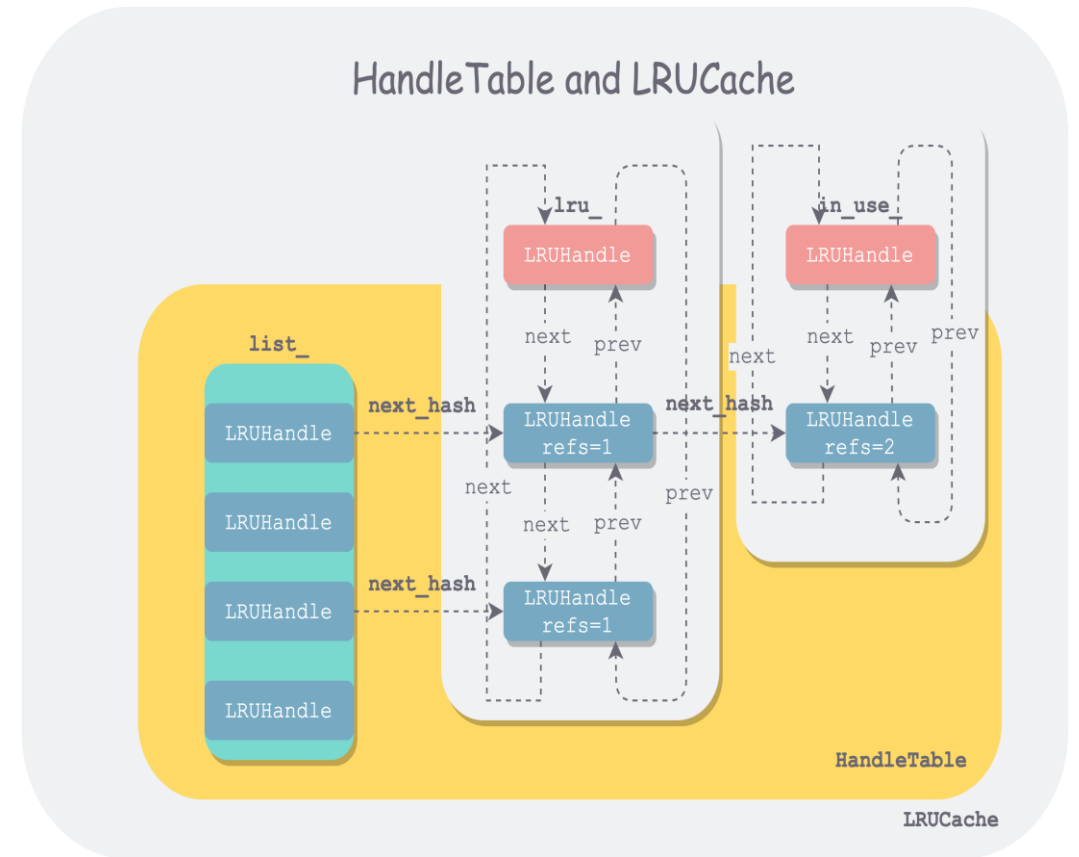 HandleTable and LRUCache
lru_
in_use_
LRUHandle
LRUHandle
next
prev
next
prev
next
prev
list_
next_hash
next_hash
LRUHandle
LRUHandle
refs=1
LRUHandle
refs=2
next
prev
LRUHandle
next
prev
next_hash
LRUHandle
LRUHandle
refs=1
LRUHandle
HandleTable
LRUCache